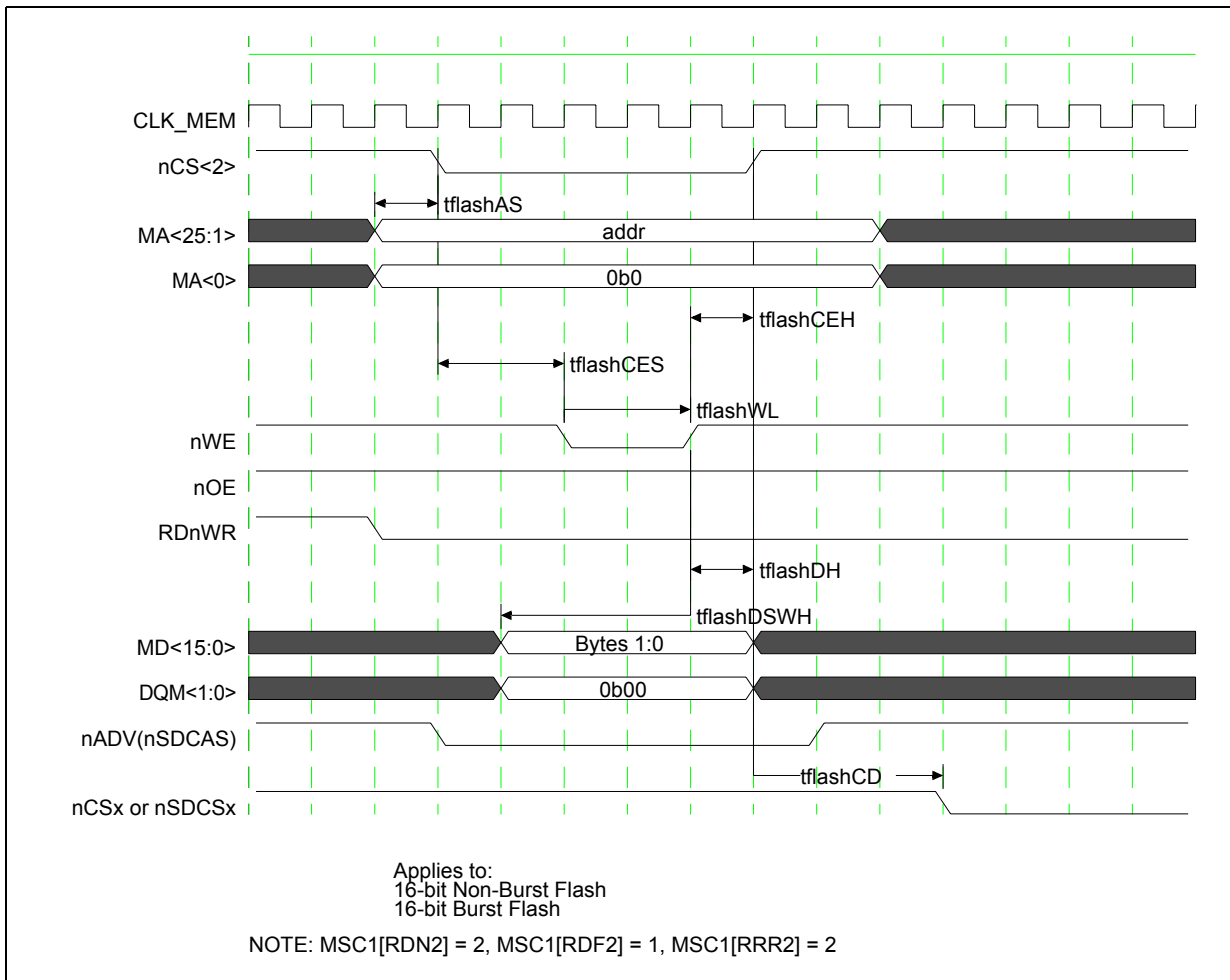 CLK_MEM
nCS<2>
tflashAS
MA<25:1>
addr
MA<0>
0b0
tflashCEH
tflashCES
tflashWL
nWE
nOE
RDnWR
tflashDH
tflashDSWH
MD<15:0>
Bytes 1:0
DQM<1:0>
0b00
nADV(nSDCAS)
tflashCD
nCSx or nSDCSx
Applies to:
16-bit Non-Burst Flash
16-bit Burst Flash
NOTE: MSC1[RDN2] = 2, MSC1[RDF2] = 1, MSC1[RRR2] = 2